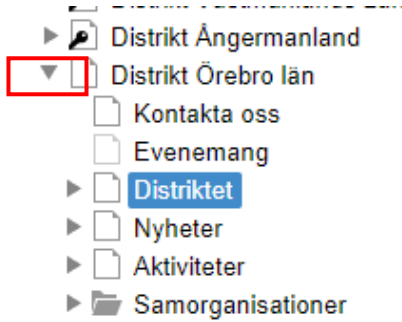 Distrikt Ångermanland
Distrikt Örebro län
Kontakta oss
Evenemang
Distriktet
Nyheter
Aktiviteter
Samorganisationer